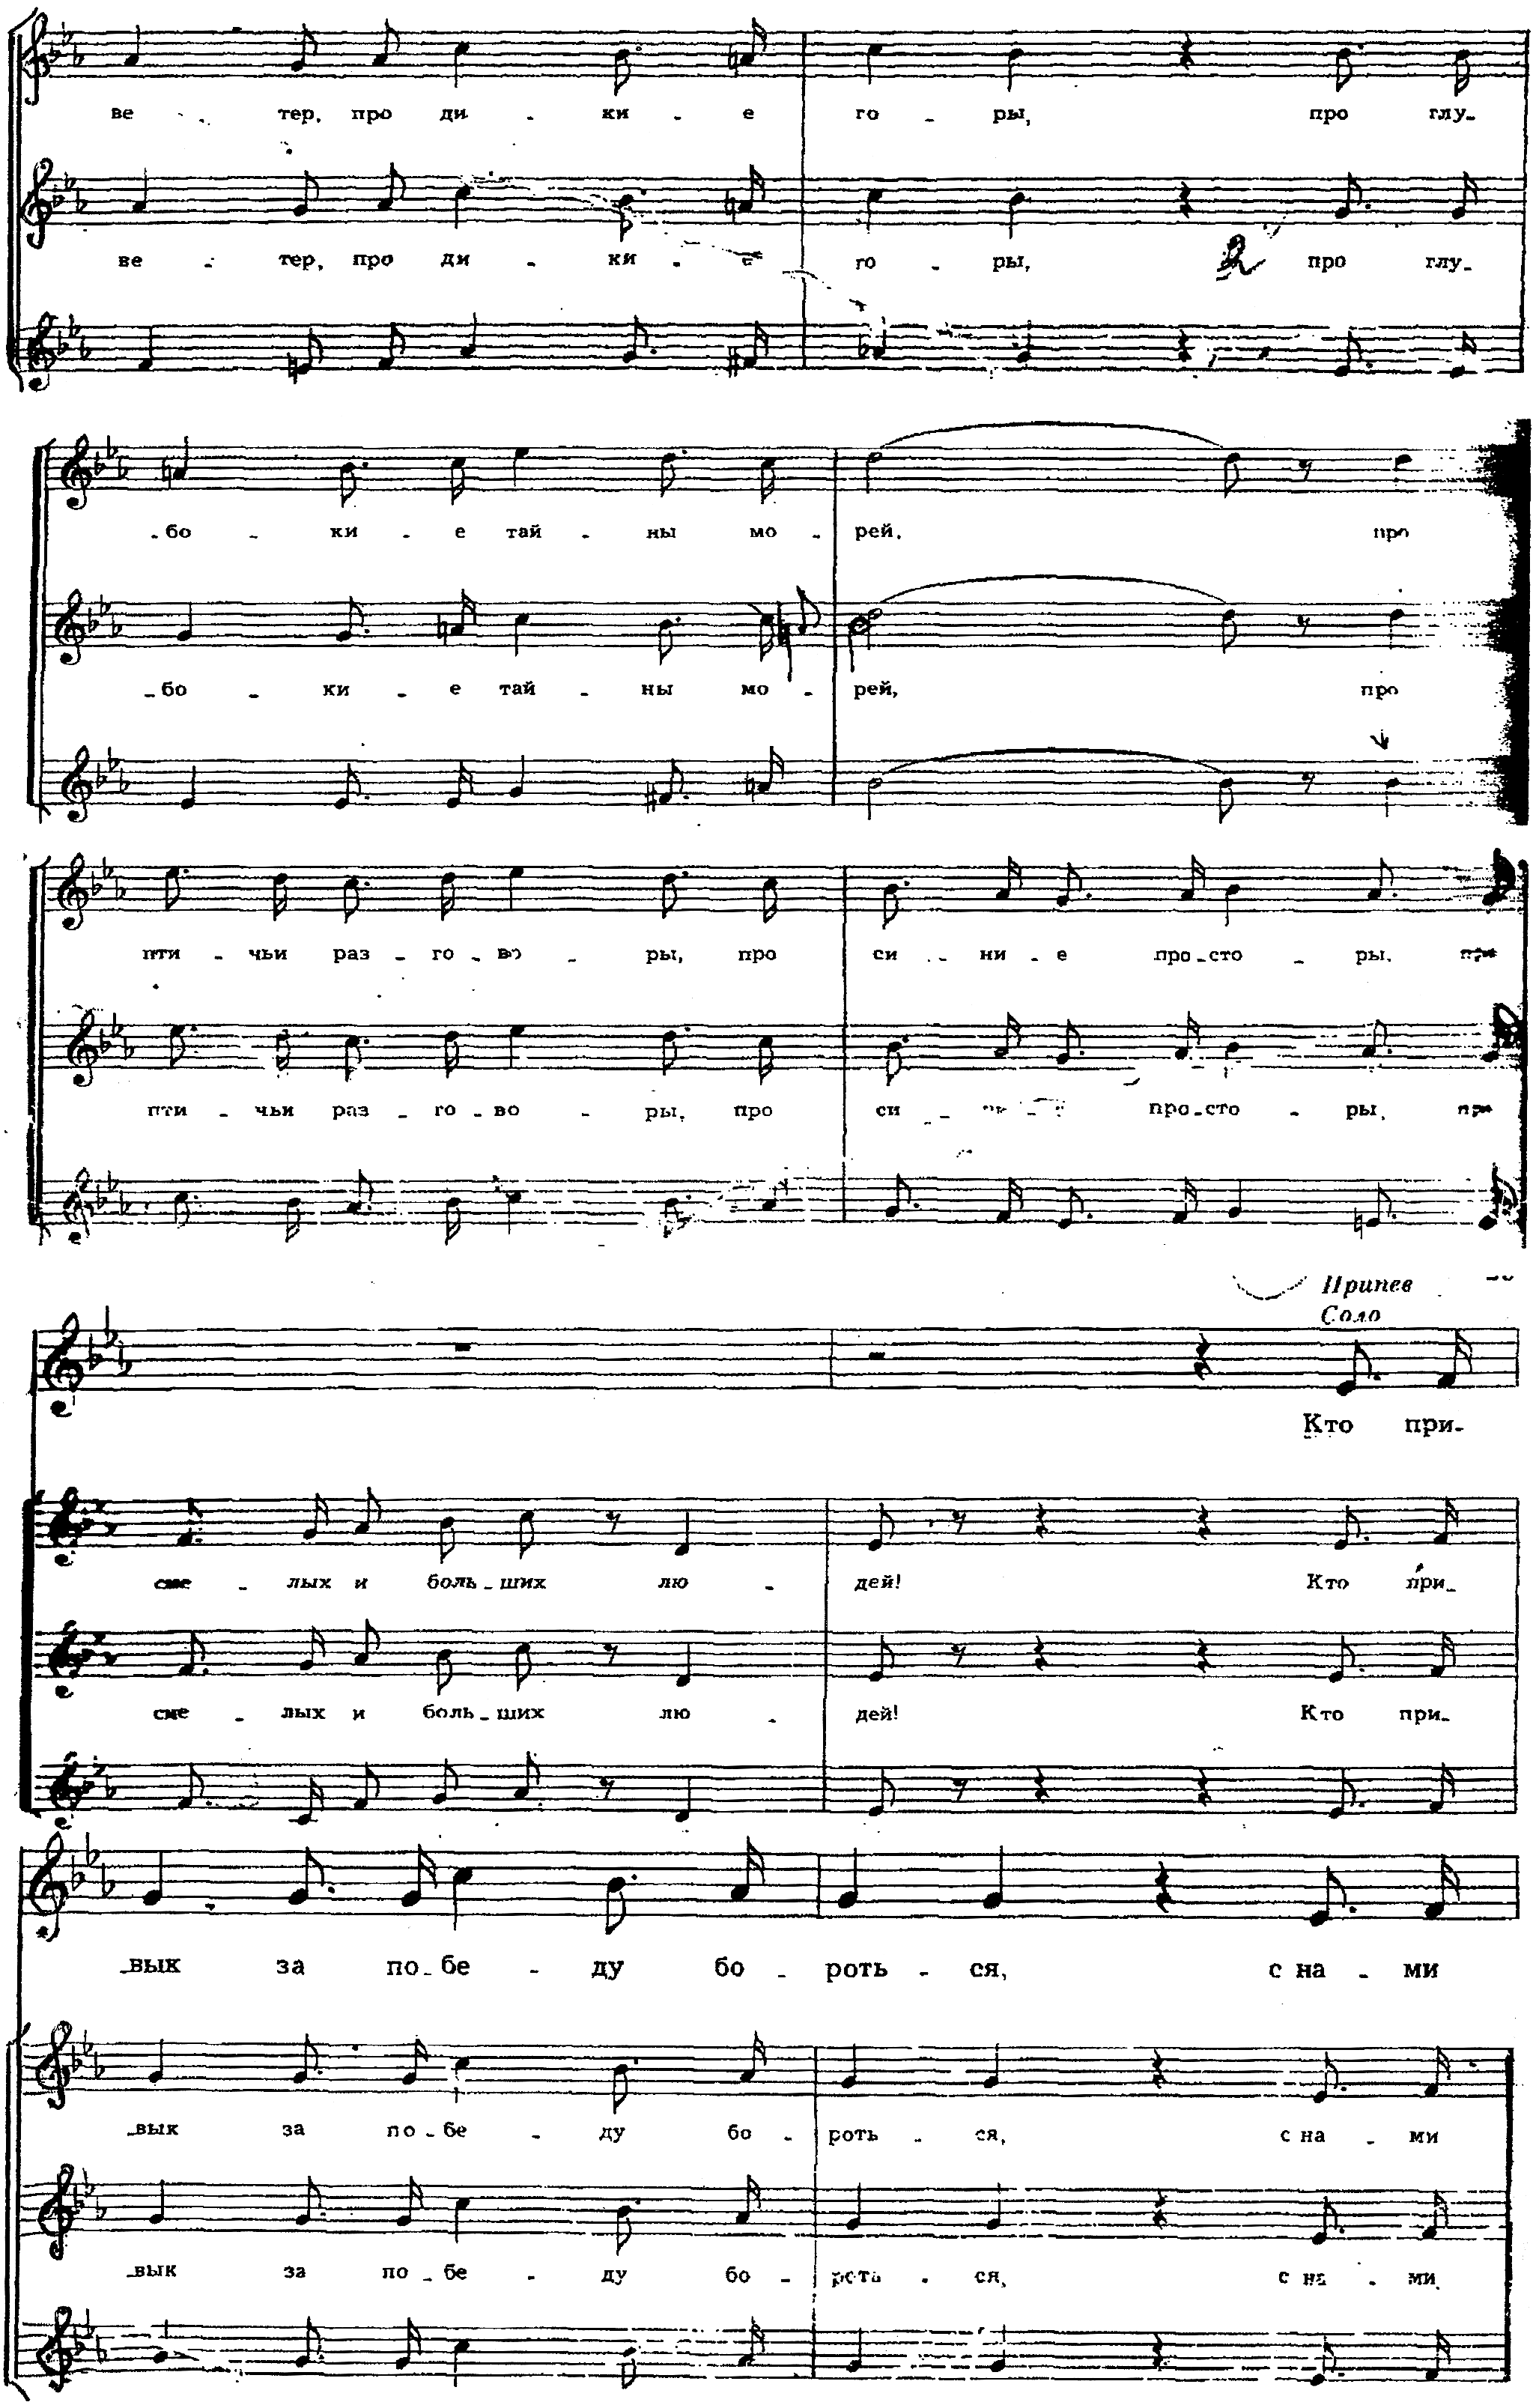 ве - тер, про ди - ки - е го - ры, про глу-
ве - тер, про ди - ки - е го - ры, про глу-
2
-бо - ки - е тай - ны мо - рей, про
-бо - ки - е тай - ны мо - рей, про
пти - чьи раз - го - во - ры, про си - ни - е про-сто - ры, про
пти - чьи раз - го - во - ры, про си - про-сто - ры, про
Припев
Соло
Кто при-
сме - лых и боль-ших лю - дей! Кто при-
сме - лых и боль-ших лю - дей! Кто при-
-вык за по-бе - ду бо - роть - ся, с на - ми
-вык за по-бе - ду бо - роть - ся, с на - ми
-вык за по-бе - ду бо - роть - ся, с на - ми